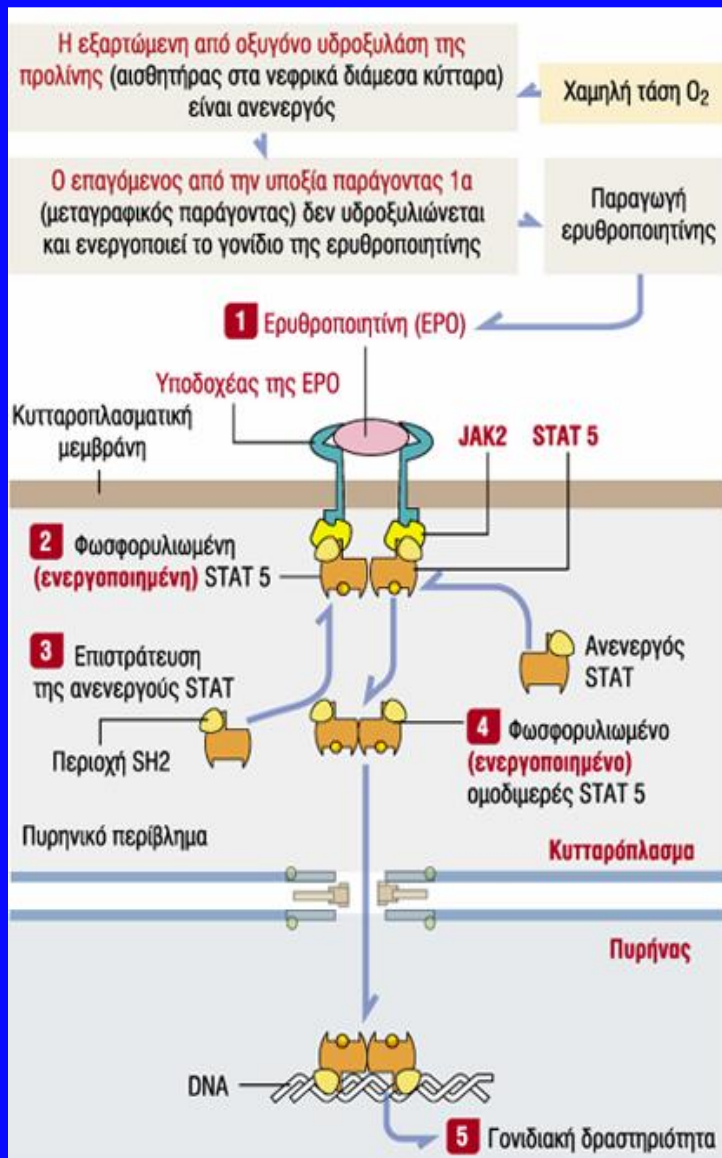 Η εξαρτώμενη από οξυγόνο υδροξυλάση της
προλίνης (αισθητήρας στα νεφρικά διάμεσα κύτταρα)
είναι ανενεργός
Χαμηλή τάση O₂
Ο επαγόμενος από την υποξία παράγοντας 1α
(μεταγραφικός παράγοντας) δεν υδροξυλιώνεται
και ενεργοποιεί το γονίδιο της ερυθροποιητίνης
Παραγωγή
ερυθροποιητίνης
1 Ερυθροποιητίνη (EPO)
Υποδοχέας της EPO
Κυτταροπλασματική
μεμβράνη
JAK2
STAT 5
2 Φωσφορυλιωμένη
(ενεργοποιημένη) STAT 5
3 Επιστράτευση
της ανενεργούς STAT
Ανενεργός
STAT
Περιοχή SH2
4 Φωσφορυλιωμένο
(ενεργοποιημένο)
ομοδιμερές STAT 5
Πυρηνικό περίβλημα
Κυτταρόπλασμα
Πυρήνας
DNA
5 Γονιδιακή δραστηριότητα